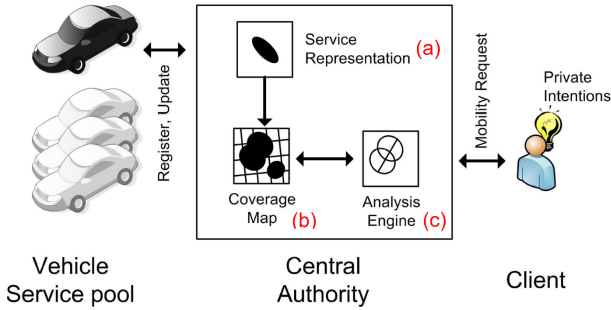 Service
Representation (a)
Register, Update
Mobility Request
Private
Intentions
Coverage
Map (b)
Analysis
Engine (c)
Vehicle
Service pool
Central
Authority
Client